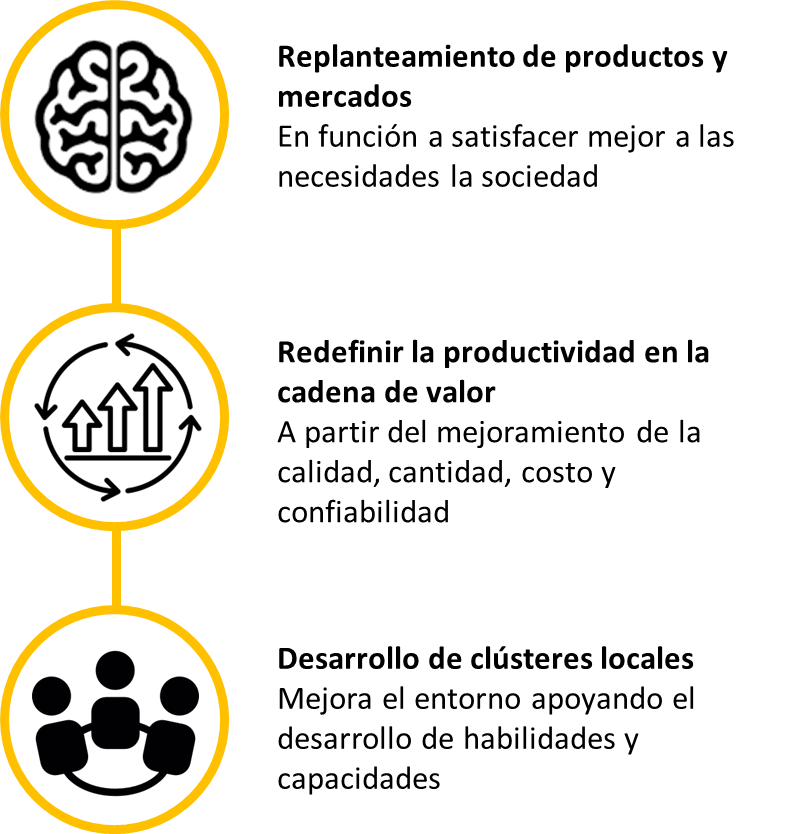 Replanteamiento de productos y
mercados
En función a satisfacer mejor a las
necesidades la sociedad
Redefinir la productividad en la
cadena de valor
A partir del mejoramiento de la
calidad, cantidad, costo y
confiabilidad
Desarrollo de clústeres locales
Mejora el entorno apoyando el
desarrollo de habilidades y
capacidades